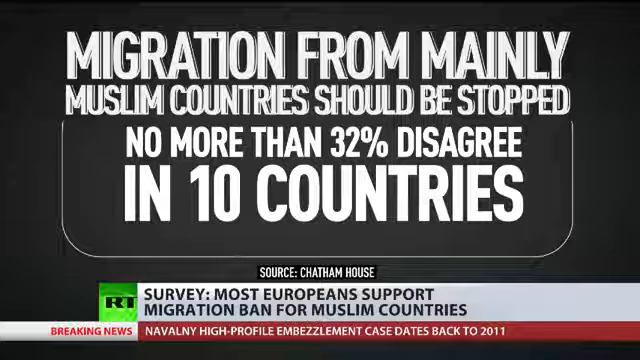 MIGRATION FROM MAINLY
MUSLIM COUNTRIES SHOULD BE STOPPED
NO MORE THAN 32% DISAGREE
IN 10 COUNTRIES
SOURCE: CHATHAM HOUSE
RT
SURVEY: MOST EUROPEANS SUPPORT
MIGRATION BAN FOR MUSLIM COUNTRIES
BREAKING NEWS
NAVALNY HIGH-PROFILE EMBEZZLEMENT CASE DATES BACK TO 2011